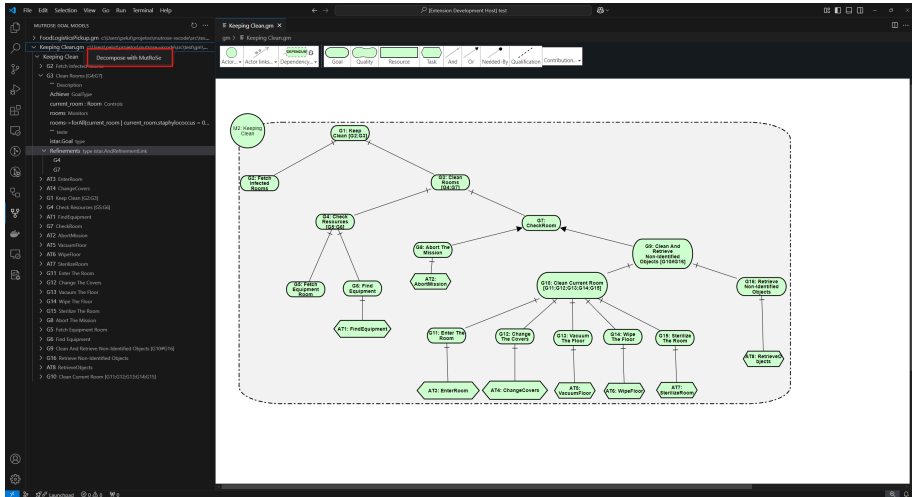 File Edit Selection View Go Run Terminal Help
[Extension Development Host] test
MUTROSE GOAL MODELS
FoodLogisticsPickup.gm
Keeping Clean.gm
Decompose with MutRoSe
Keeping Clean
G2 Fetch Infected
G3 Clean Rooms [G4;G7]
"" Description
Achieve GoalType
current_room : Room Controls
rooms Monitors
rooms->forAll(current_room | current_room.staphylococcus = 0...
istar.Goal type
Refinements type istar.AndRefinementLink
G4
G7
AT3 EnterRoom
AT4 ChangeCovers
G1 Keep Clean [G2;G3]
G4 Check Resources [G5;G6]
AT1 FindEquipment
G7 CheckRoom
AT2 AbortMission
AT5 VacuumFloor
AT6 WipeFloor
AT7 SterilizeRoom
G11 Enter The Room
G12 Change The Covers
G13 Vacuum The Floor
G14 Wipe The Floor
G15 Sterilize The Room
G8 Abort The Mission
G5 Fetch Equipment Room
G6 Find Equipment
G9 Clean And Retrieve Non-Identified Objects [G10#G16]
G16 Retrieve Non-Identified Objects
AT8 RetrieveObjects
G10 Clean Current Room [G11;G12;G13;G14;G15]
Launchpad
0
0
0
Keeping Clean.gm
gm > Keeping Clean.gm
Actor...
Actor links...
DEPENDENCY
Dependency...
Goal
Quality
Resource
Task
And
Or
Needed-By
Qualification
Contribution...
M2: Keeping
Clean
G1: Keep
Clean [G2;G3]
G2: Fetch
Infected
Rooms
G3: Clean
Rooms
[G4;G7]
G4: Check
Resources
[G5;G6]
G7:
CheckRoom
G8: Abort The
Mission
G9: Clean And
Retrieve
Non-Identified
Objects [G10#G16]
G5: Fetch
Equipment
Room
G6: Find
Equipment
AT2:
AbortMission
G10: Clean Current Room
[G11;G12;G13;G14;G15]
G16: Retrieve
Non-Identified
Objects
AT1: FindEquipment
G11: Enter The
Room
G12: Change
The Covers
G13: Vacuum
The Floor
G14: Wipe
The Floor
G15: Sterilize
The Room
AT8: RetrieveO
bjects
AT3: EnterRoom
AT4: ChangeCovers
AT5:
VacuumFloor
AT6: WipeFloor
AT7:
SterilizeRoom